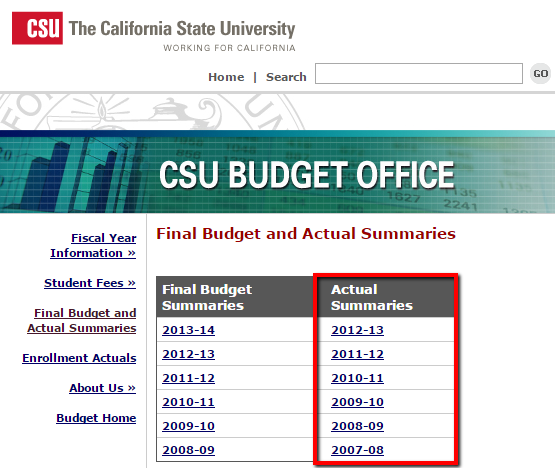 CSU The California State University
WORKING FOR CALIFORNIA
Home | Search GO
CSU BUDGET OFFICE
Fiscal Year
Information »
Student Fees »
Final Budget and
Actual Summaries
Enrollment Actuals
About Us »
Budget Home
Final Budget and Actual Summaries
Final Budget Actual
Summaries Summaries
2013-14 2012-13
2012-13 2011-12
2011-12 2010-11
2010-11 2009-10
2009-10 2008-09
2008-09 2007-08